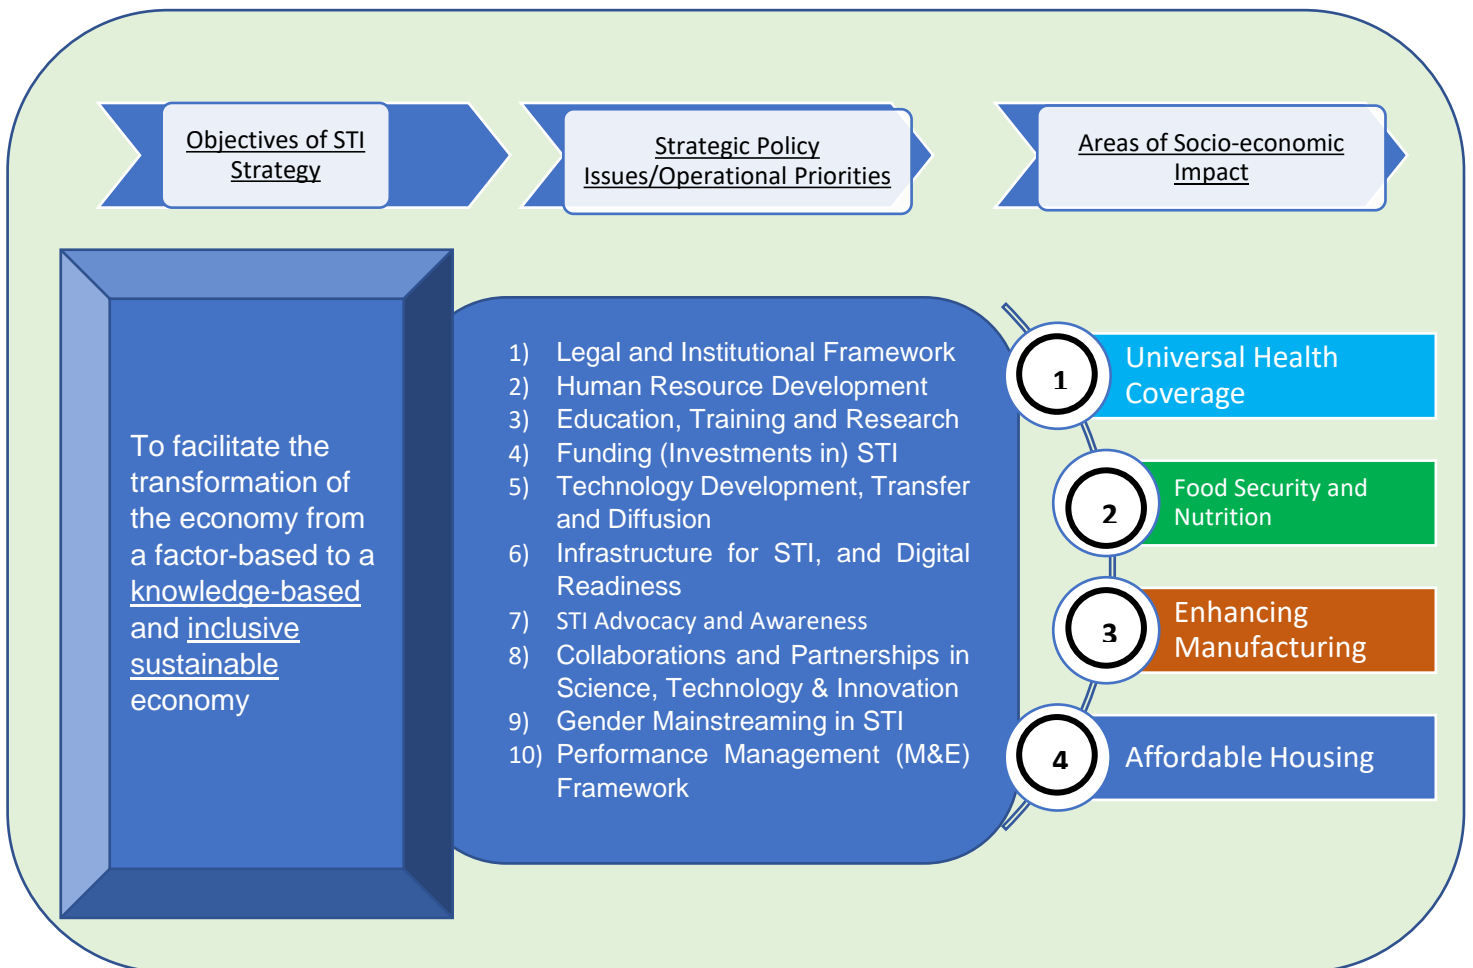 Objectives of STI
Strategy
Strategic Policy
Issues/Operational Priorities
Areas of Socio-economic
Impact
To facilitate the
transformation of
the economy from
a factor-based to a
knowledge-based
and inclusive
sustainable
economy
1) Legal and Institutional Framework
2) Human Resource Development
3) Education, Training and Research
4) Funding (Investments in) STI
5) Technology Development, Transfer
and Diffusion
6) Infrastructure for STI, and Digital
Readiness
7) STI Advocacy and Awareness
8) Collaborations and Partnerships in
Science, Technology & Innovation
9) Gender Mainstreaming in STI
10) Performance Management (M&E)
Framework
1
Universal Health
Coverage
2
Food Security and
Nutrition
3
Enhancing
Manufacturing
4
Affordable Housing